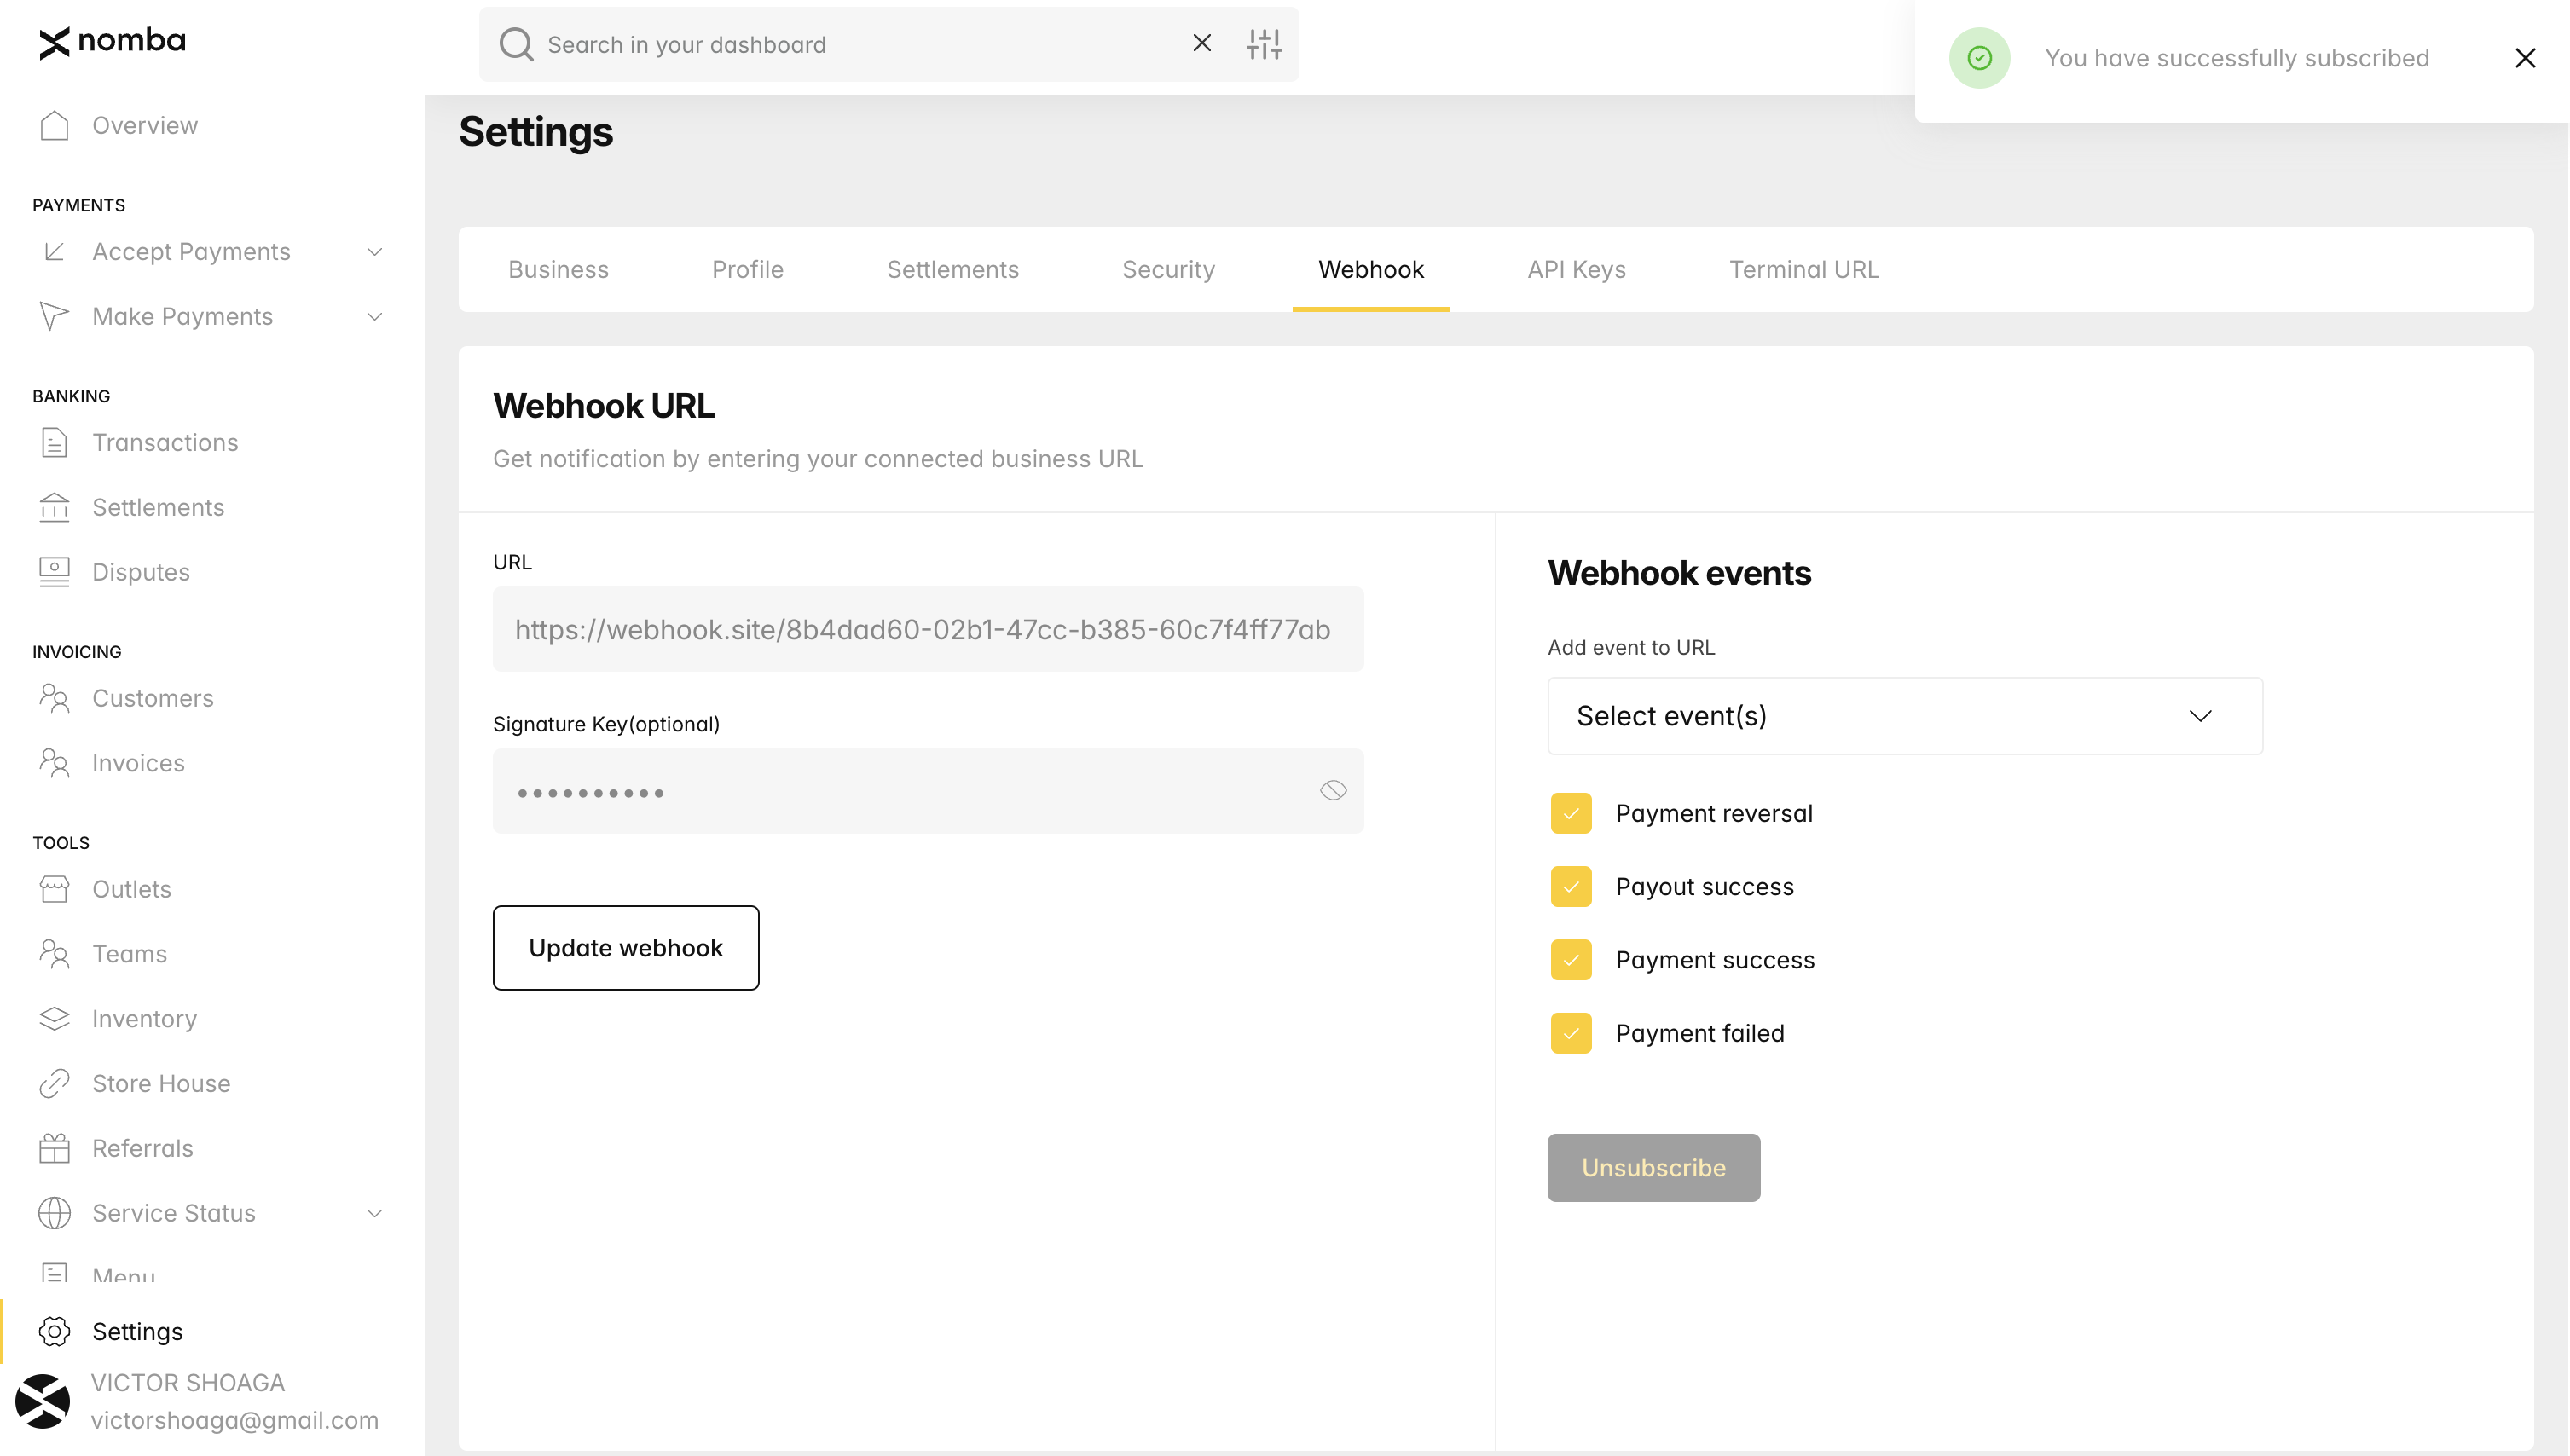 nomba
Search in your dashboard
You have successfully subscribed
Overview
PAYMENTS
Accept Payments
Make Payments
BANKING
Transactions
Settlements
Disputes
INVOICING
Customers
Invoices
TOOLS
Outlets
Teams
Inventory
Store House
Referrals
Service Status
Menu
Settings
VICTOR SHOAGA
victorshoaga@gmail.com
Settings
Business Profile Settlements Security Webhook API Keys Terminal URL
Webhook URL
Get notification by entering your connected business URL
URL
https://webhook.site/8b4dad60-02b1-47cc-b385-60c7f4ff77ab
Signature Key(optional)
••••••••••
Update webhook
Webhook events
Add event to URL
Select event(s)
Payment reversal
Payout success
Payment success
Payment failed
Unsubscribe